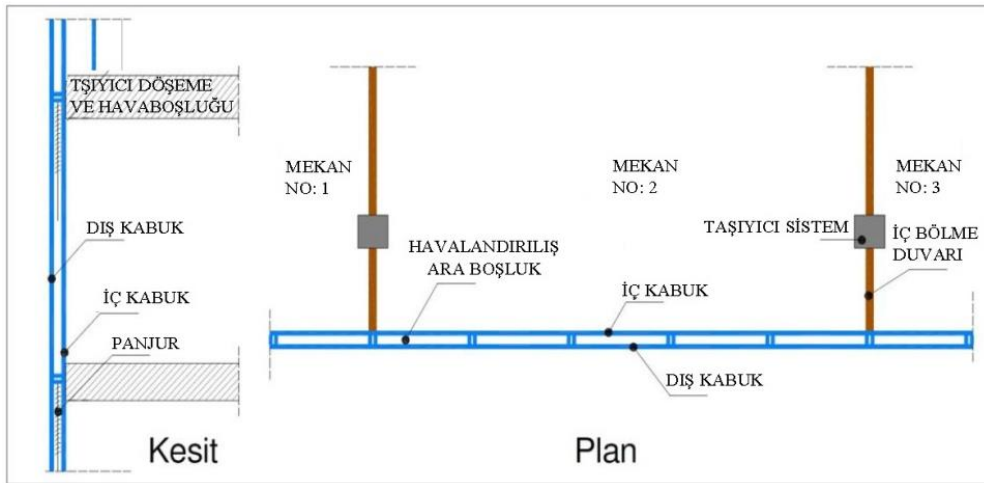 TŞIYICI DÖŞEME
VE HAVABOŞLUĞU
DIŞ KABUK
İÇ KABUK
PANJUR
Kesit
MEKAN
NO: 1
MEKAN
NO: 2
MEKAN
NO: 3
TAŞIYICI SİSTEM
İÇ BÖLME
DUVARI
HAVALANDIRILIŞ
ARA BOŞLUK
İÇ KABUK
DIŞ KABUK
Plan